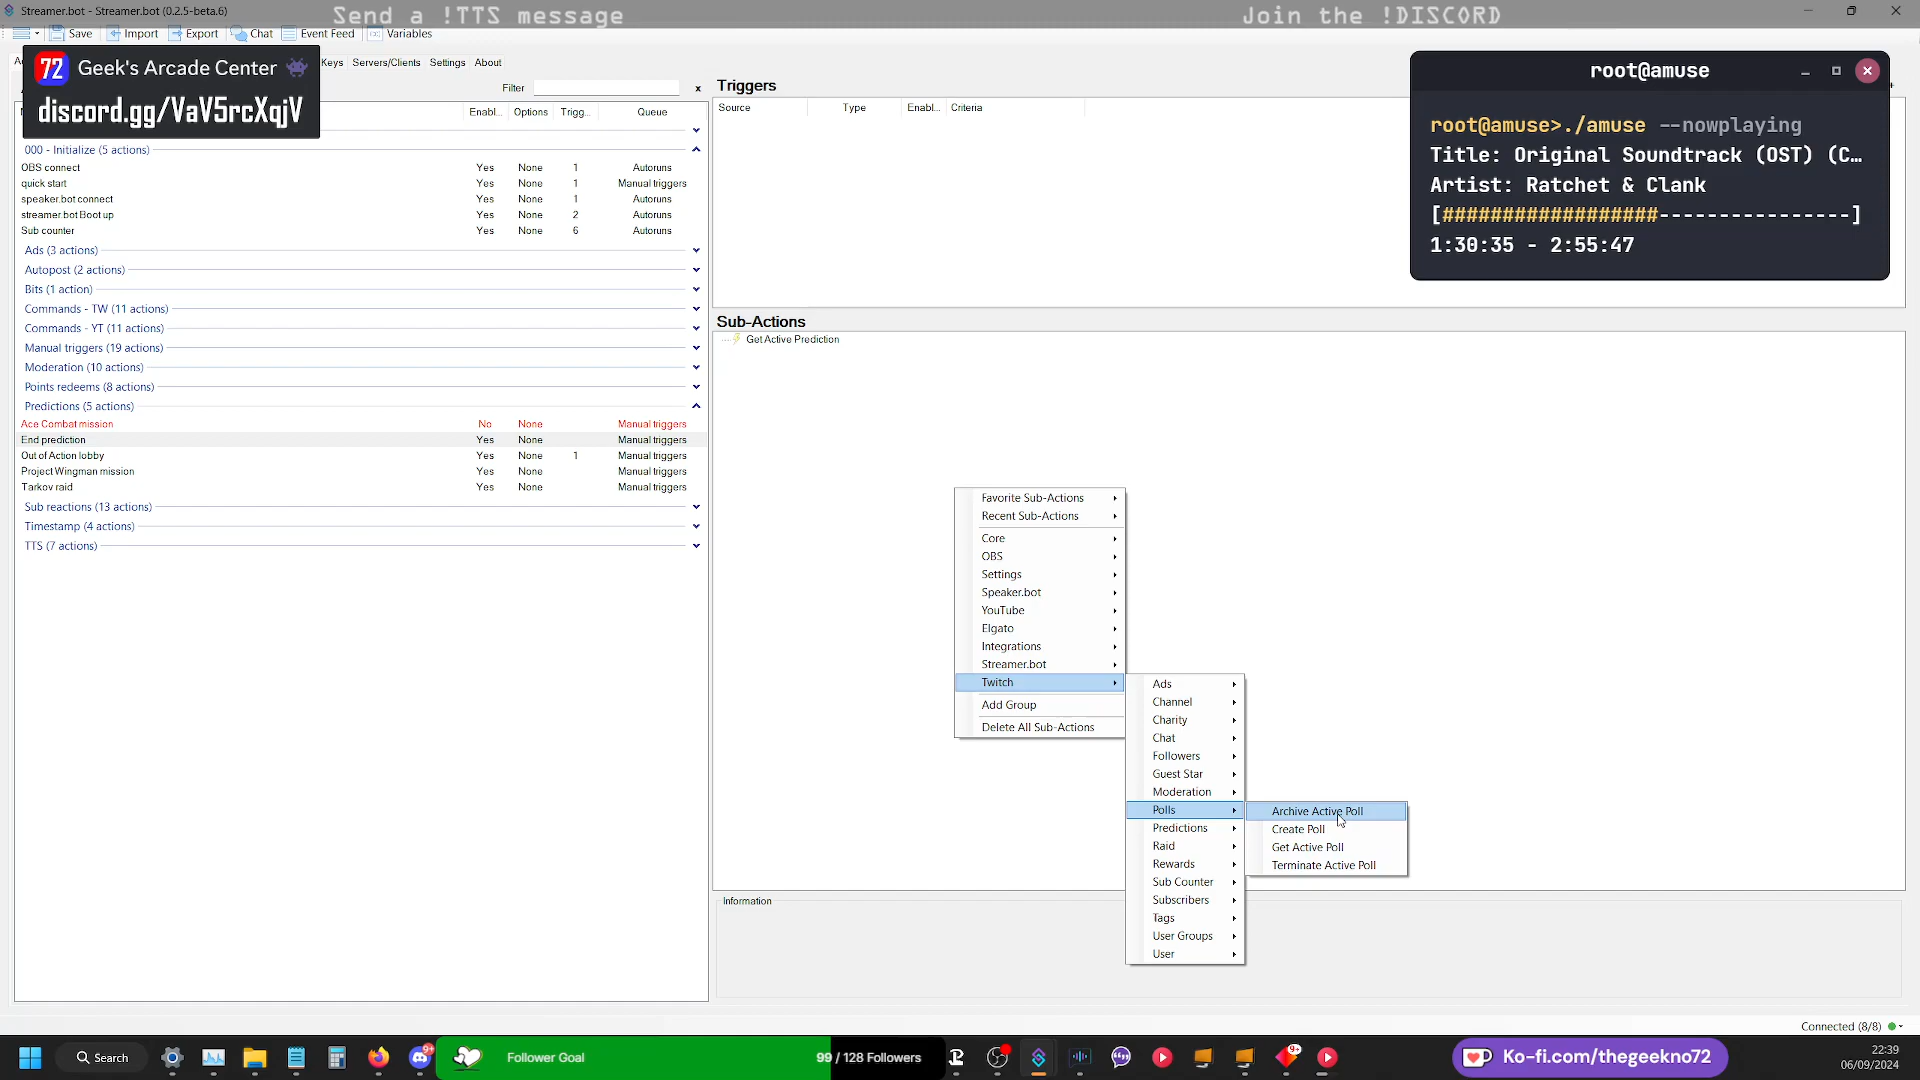 Streamer.bot - Streamer.bot (0.2.5-beta.6)
Send a !TTS message
Join the !DISCORD
Save
Import
Export
Chat
Event Feed
Variables
Keys
Servers/Clients
Settings
About
72 Geek's Arcade Center
discord.gg/VaV5rcXqjV
Filter
x
Enabl...
Options
Trigg...
Queue
000 - Initialize (5 actions)
OBS connect Yes None 1 Autoruns
quick start Yes None 1 Manual triggers
speaker.bot connect Yes None 1 Autoruns
streamer.bot Boot up Yes None 2 Autoruns
Sub counter Yes None 6 Autoruns
Ads (3 actions)
Autopost (2 actions)
Bits (1 action)
Commands - TW (11 actions)
Commands - YT (11 actions)
Manual triggers (19 actions)
Moderation (10 actions)
Points redeems (8 actions)
Predictions (5 actions)
Ace Combat mission No None Manual triggers
End prediction Yes None Manual triggers
Out of Action lobby Yes None 1 Manual triggers
Project Wingman mission Yes None Manual triggers
Tarkov raid Yes None Manual triggers
Sub reactions (13 actions)
Timestamp (4 actions)
TTS (7 actions)
Triggers
Source
Type
Enabl...
Criteria
root@amuse
root@amuse>./amuse --nowplaying
Title: Original Soundtrack (OST) (C…
Artist: Ratchet & Clank
[##################----------------]
1:30:35 - 2:55:47
Sub-Actions
Get Active Prediction
Favorite Sub-Actions
Recent Sub-Actions
Core
OBS
Settings
Speaker.bot
YouTube
Elgato
Integrations
Streamer.bot
Twitch
Add Group
Delete All Sub-Actions
Ads
Channel
Charity
Chat
Followers
Guest Star
Moderation
Polls
Predictions
Raid
Rewards
Sub Counter
Subscribers
Tags
User Groups
User
Archive Active Poll
Create Poll
Get Active Poll
Terminate Active Poll
Information
Connected (8/8)
Search
9+
Follower Goal
99 / 128 Followers
9+
Ko-fi.com/thegeekno72
22:39
06/09/2024